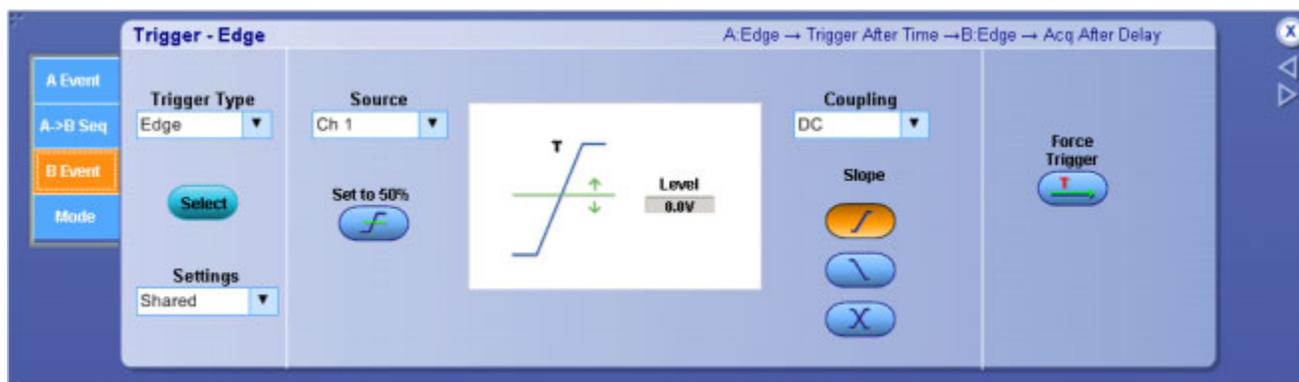 Trigger - Edge
A:Edge → Trigger After Time →B:Edge → Acq After Delay
X
A Event
A->B Seq
B Event
Mode
Trigger Type
Edge
Select
Settings
Shared
Source
Ch 1
Set to 50%
T
Level
0.0V
Coupling
DC
Slope
Force
Trigger
T